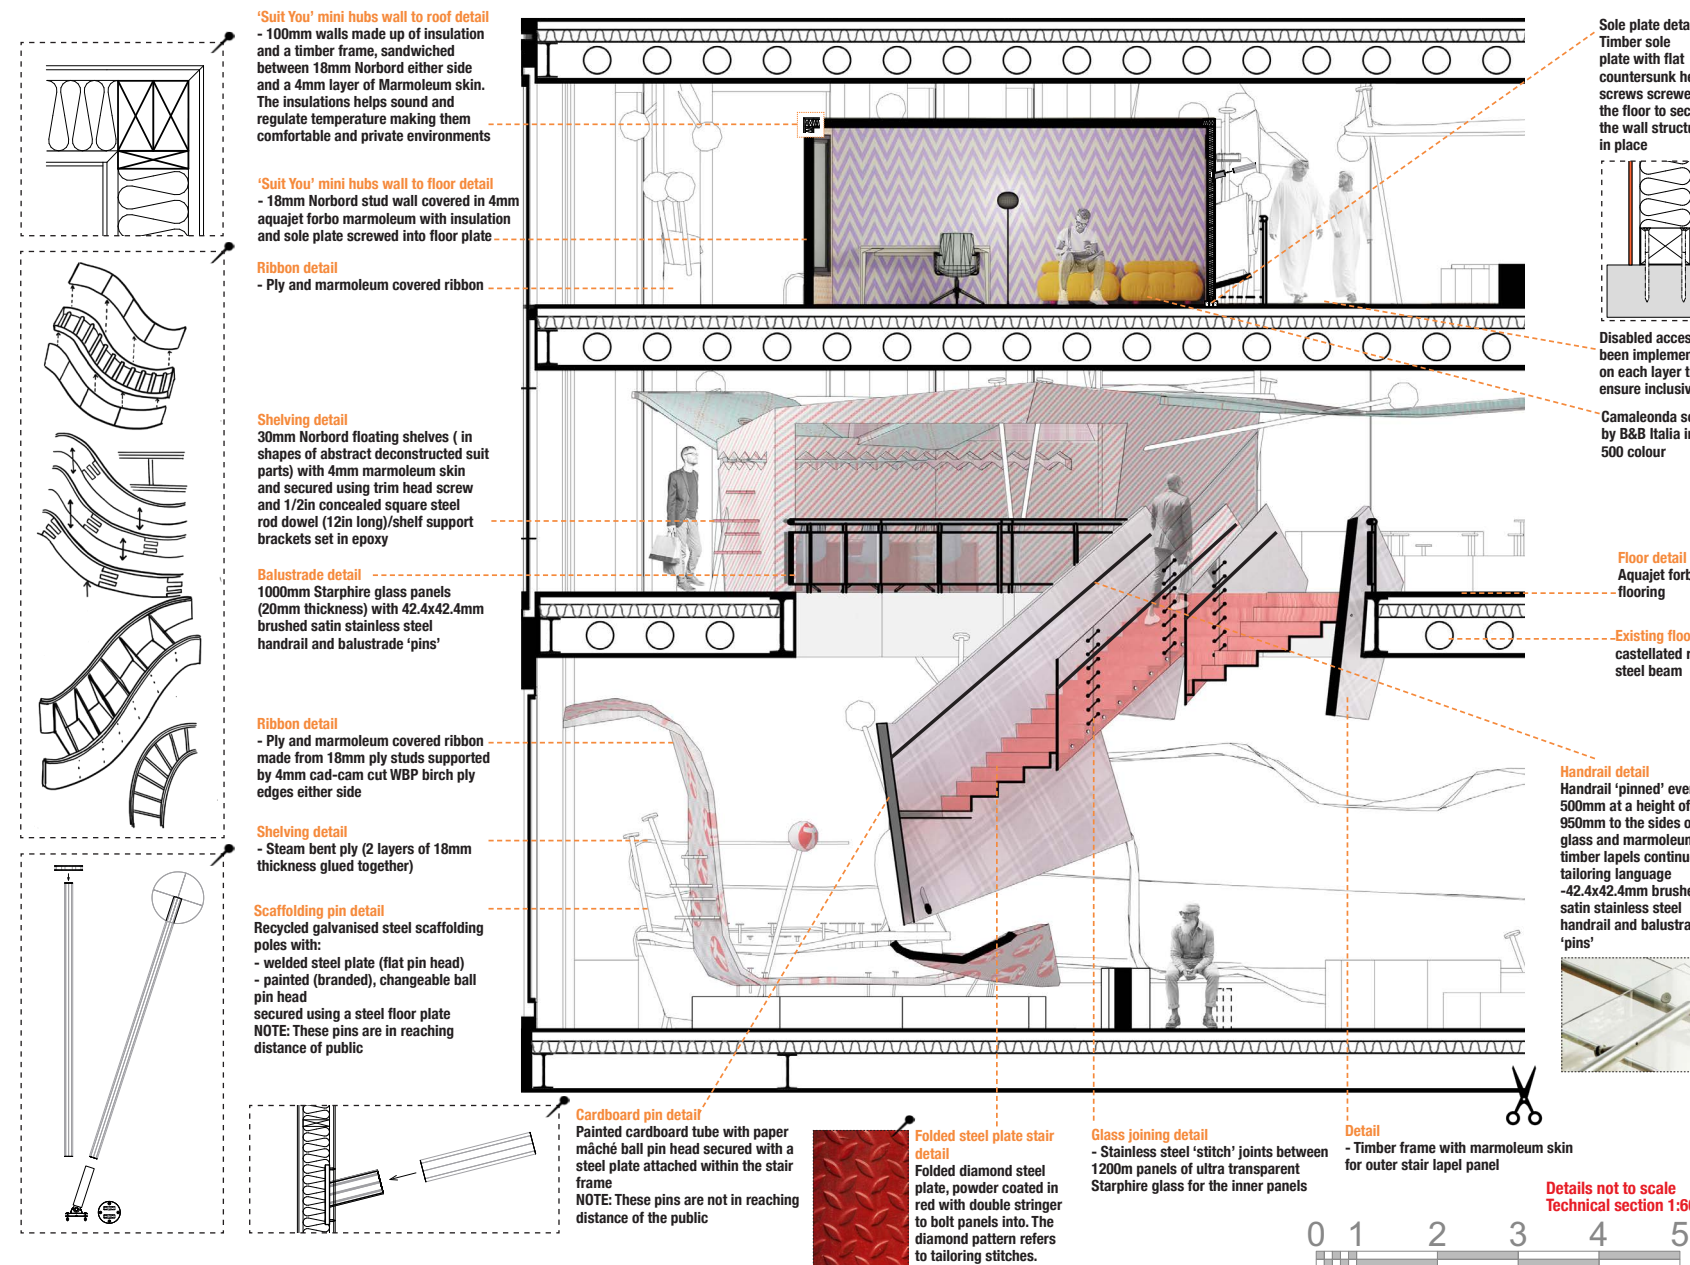 ‘Suit You’ mini hubs wall to roof detail
- 100mm walls made up of insulation
and a timber frame, sandwiched
between 18mm Norbord either side
and a 4mm layer of Marmoleum skin.
The insulations helps sound and
regulate temperature making them
comfortable and private environments
‘Suit You’ mini hubs wall to floor detail
- 18mm Norbord stud wall covered in 4mm
aquajet forbo marmoleum with insulation
and sole plate screwed into floor plate
Ribbon detail
- Ply and marmoleum covered ribbon
Shelving detail
30mm Norbord floating shelves ( in
shapes of abstract deconstructed suit
parts) with 4mm marmoleum skin
and secured using trim head screw
and 1/2in concealed square steel
rod dowel (12in long)/shelf support
brackets set in epoxy
Balustrade detail
1000mm Starphire glass panels
(20mm thickness) with 42.4x42.4mm
brushed satin stainless steel
handrail and balustrade ‘pins’
Ribbon detail
- Ply and marmoleum covered ribbon
made from 18mm ply studs supported
by 4mm cad-cam cut WBP birch ply
edges either side
Shelving detail
- Steam bent ply (2 layers of 18mm
thickness glued together)
Scaffolding pin detail
Recycled galvanised steel scaffolding
poles with:
- welded steel plate (flat pin head)
- painted (branded), changeable ball
pin head
secured using a steel floor plate
NOTE: These pins are in reaching
distance of public
Cardboard pin detail
Painted cardboard tube with paper
mâché ball pin head secured with a
steel plate attached within the stair
frame
NOTE: These pins are not in reaching
distance of the public
Folded steel plate stair
detail
Folded diamond steel
plate, powder coated in
red with double stringer
to bolt panels into. The
diamond pattern refers
to tailoring stitches.
Glass joining detail
- Stainless steel ‘stitch’ joints between
1200m panels of ultra transparent
Starphire glass for the inner panels
Detail
- Timber frame with marmoleum skin
for outer stair lapel panel
Sole plate
Timber sole
plate with flat
countersunk
screws
the floor to
the wall
in place
Disabled
been
on each layer
ensure
Camaleonda
by B&B Italia
500 colour
Floor detail
Aquajet
flooring
Existing
castellated
steel beam
Handrail detail
Handrail ‘pinned’
500mm at a height of
950mm to the sides
glass and
timber lapels
tailoring language
-42.4x42.4mm
satin stainless steel
handrail and
‘pins’
Details not to scale
Technical section
0 1 2 3 4 5